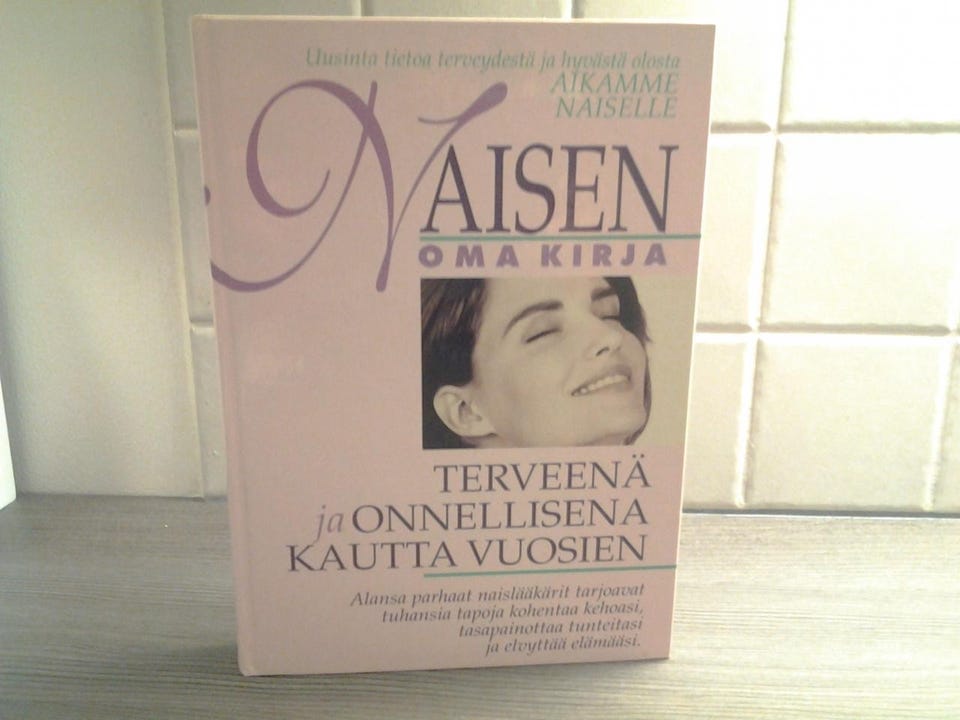 Uusinta tietoa terveydestä ja hyvästä olosta
AIKAMME
NAISELLE
NAISEN
OMA KIRJA
TERVEENÄ
ja ONNELLISENA
KAUTTA VUOSIEN
Alansa parhaat naislääkärit tarjoavat
tuhansia tapoja kohentaa kehoasi,
tasapainottaa tunteitasi
ja elvyttää elämääsi.